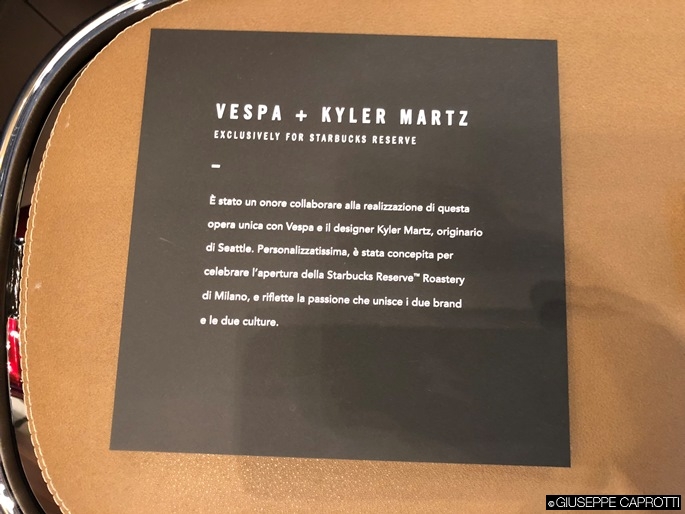 VESPA + KYLER MARTZ
EXCLUSIVELY FOR STARBUCKS RESERVE
–
È stato un onore collaborare alla realizzazione di questa
opera unica con Vespa e il designer Kyler Martz, originario
di Seattle. Personalizzatissima, è stata concepita per
celebrare l'apertura della Starbucks Reserve™ Roastery
di Milano, e riflette la passione che unisce i due brand
e le due culture.
©GIUSEPPE CAPROTTI